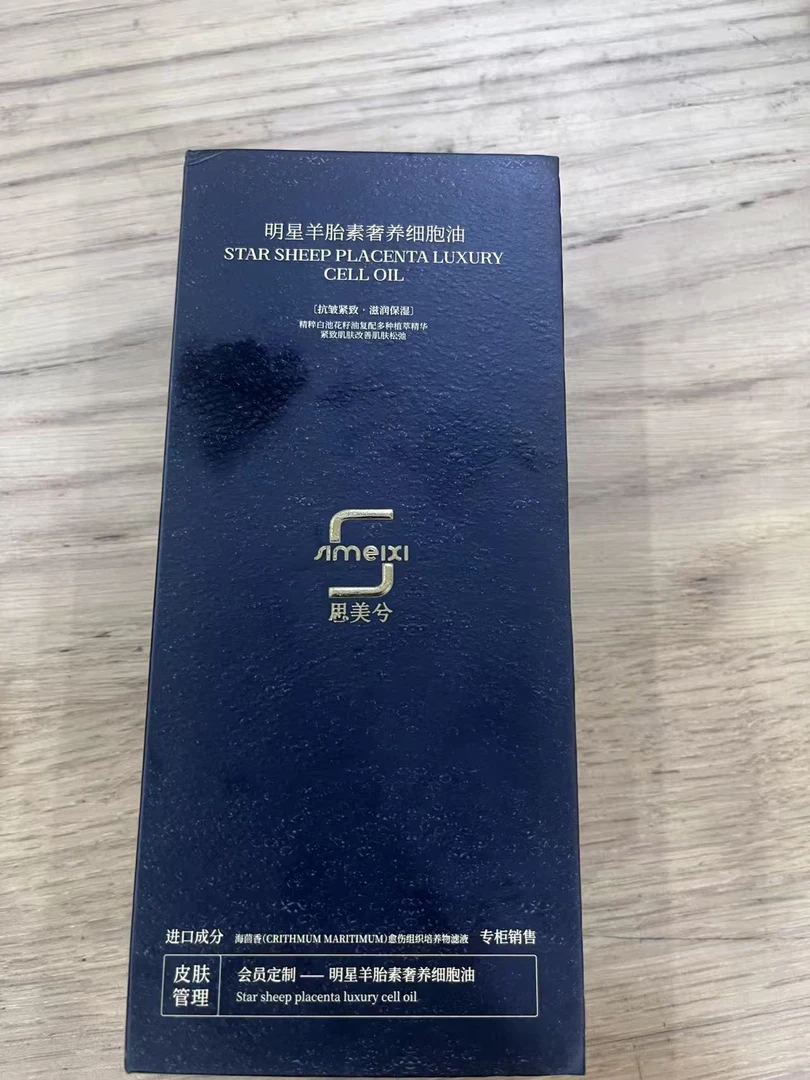 明星羊胎素奢养细胞油
STAR SHEEP PLACENTA LUXURY
CELL OIL
［抗皱紧致 · 滋润保湿］
精粹白池花籽油复配多种植萃精华
紧致肌肤改善肌肤松弛
simeixi
思美兮
进口成分 海茴香(CRITHMUM MARITIMUM)愈伤组织培养物滤液 专柜销售
皮肤
管理
会员定制 —— 明星羊胎素奢养细胞油
Star sheep placenta luxury cell oil